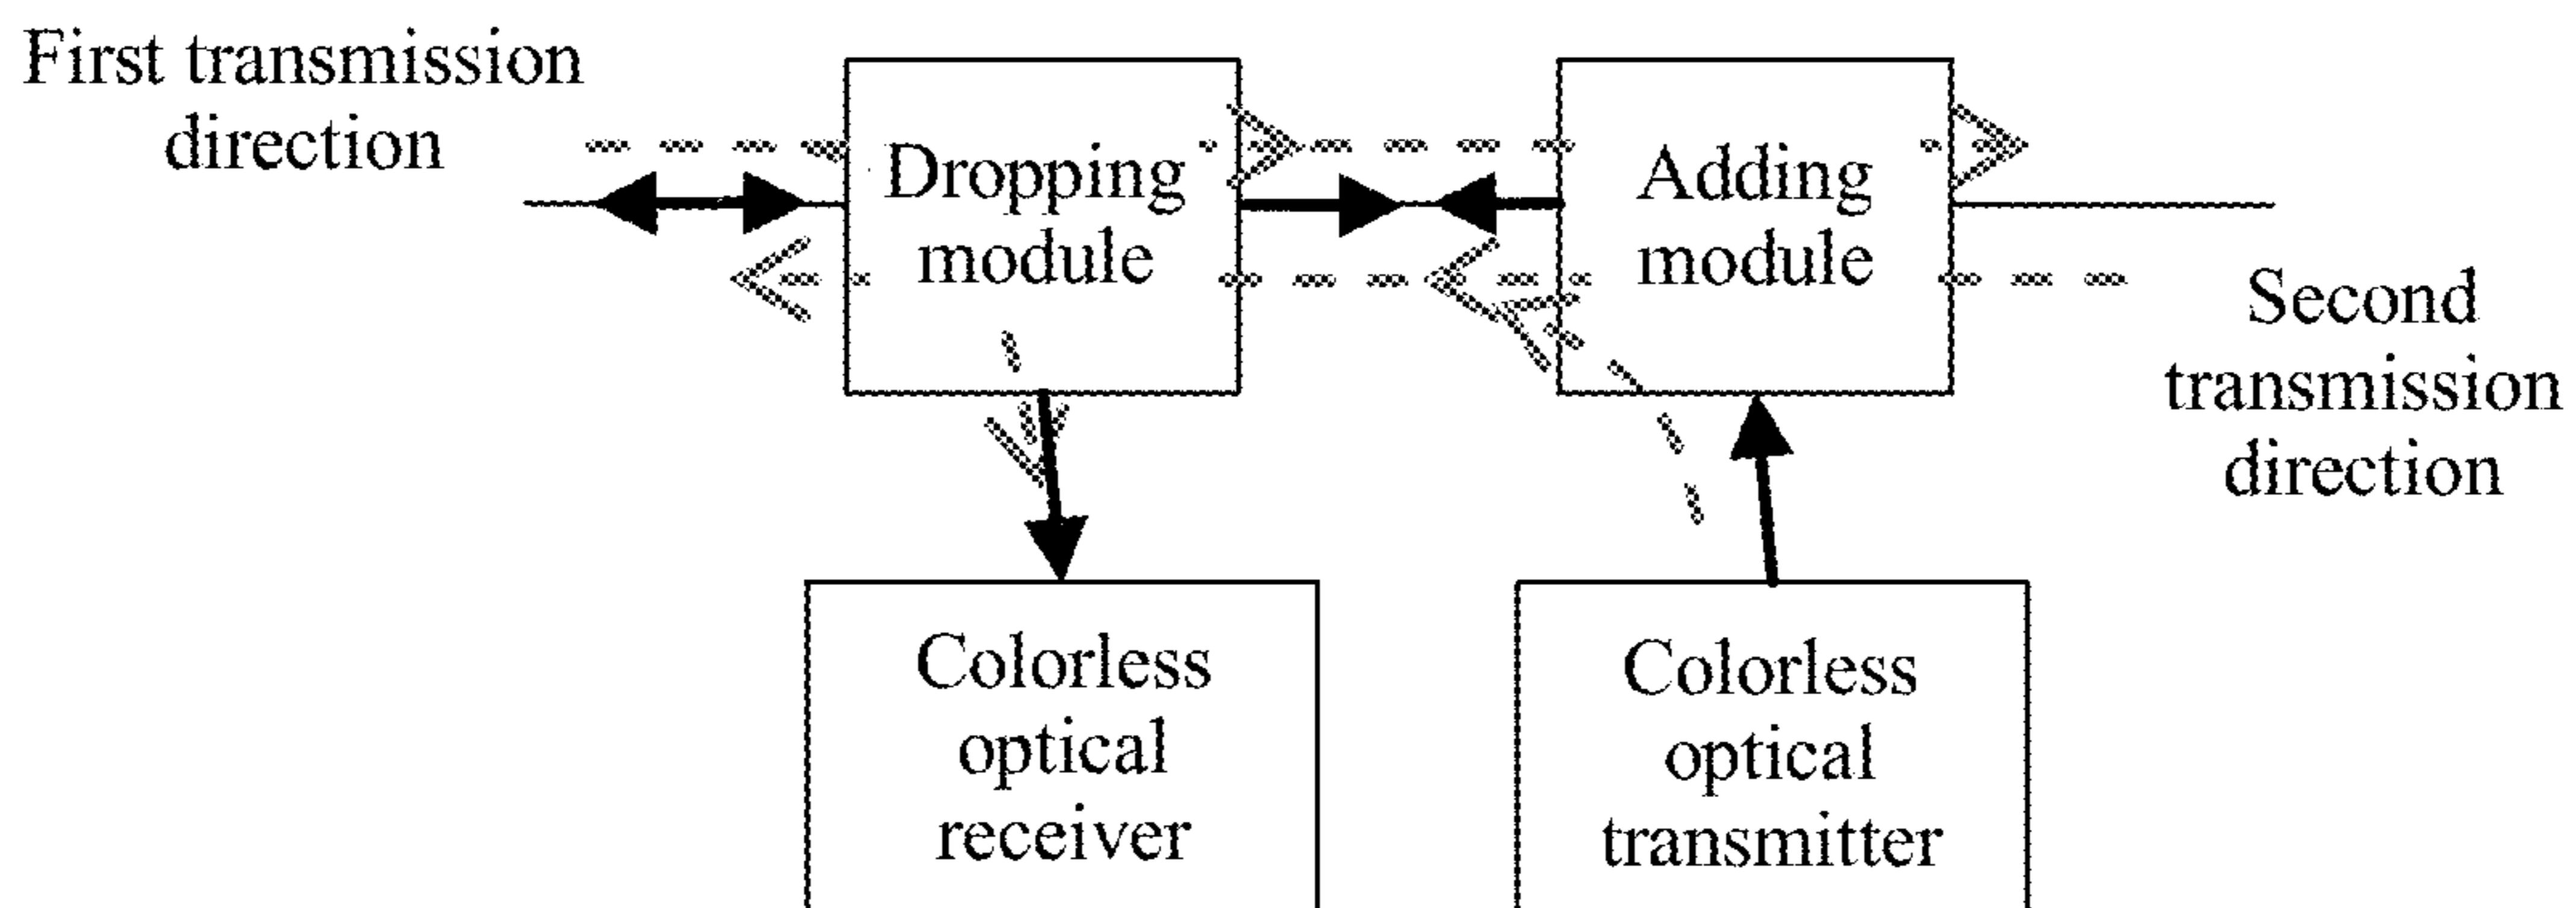 First transmission
direction
Dropping
module
Adding
module
Second
transmission
direction
Colorless
optical
receiver
Colorless
optical
transmitter